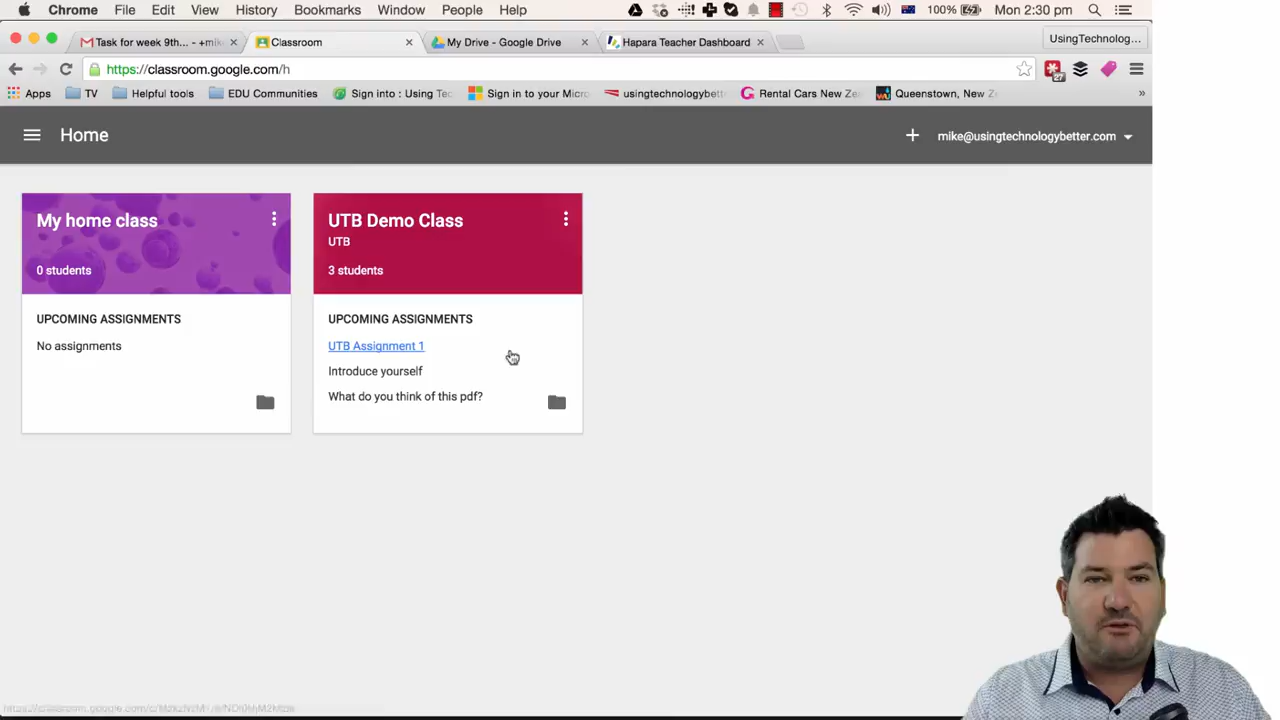 Chrome File Edit View History Bookmarks Window People Help 100% Mon 2:30 pm
Task for week 9th... - +mik Classroom My Drive - Google Drive Hapara Teacher Dashboard UsingTechnolog...
https://classroom.google.com/h 27
Apps TV Helpful tools EDU Communities Sign into : Using Tec Sign in to your Micro usingtechnologybett Rental Cars New Ze Queenstown, New Z »
Home + mike@usingtechnologybetter.com
My home class
0 students
UPCOMING ASSIGNMENTS
No assignments
UTB Demo Class
UTB
3 students
UPCOMING ASSIGNMENTS
UTB Assignment 1
Introduce yourself
What do you think of this pdf?